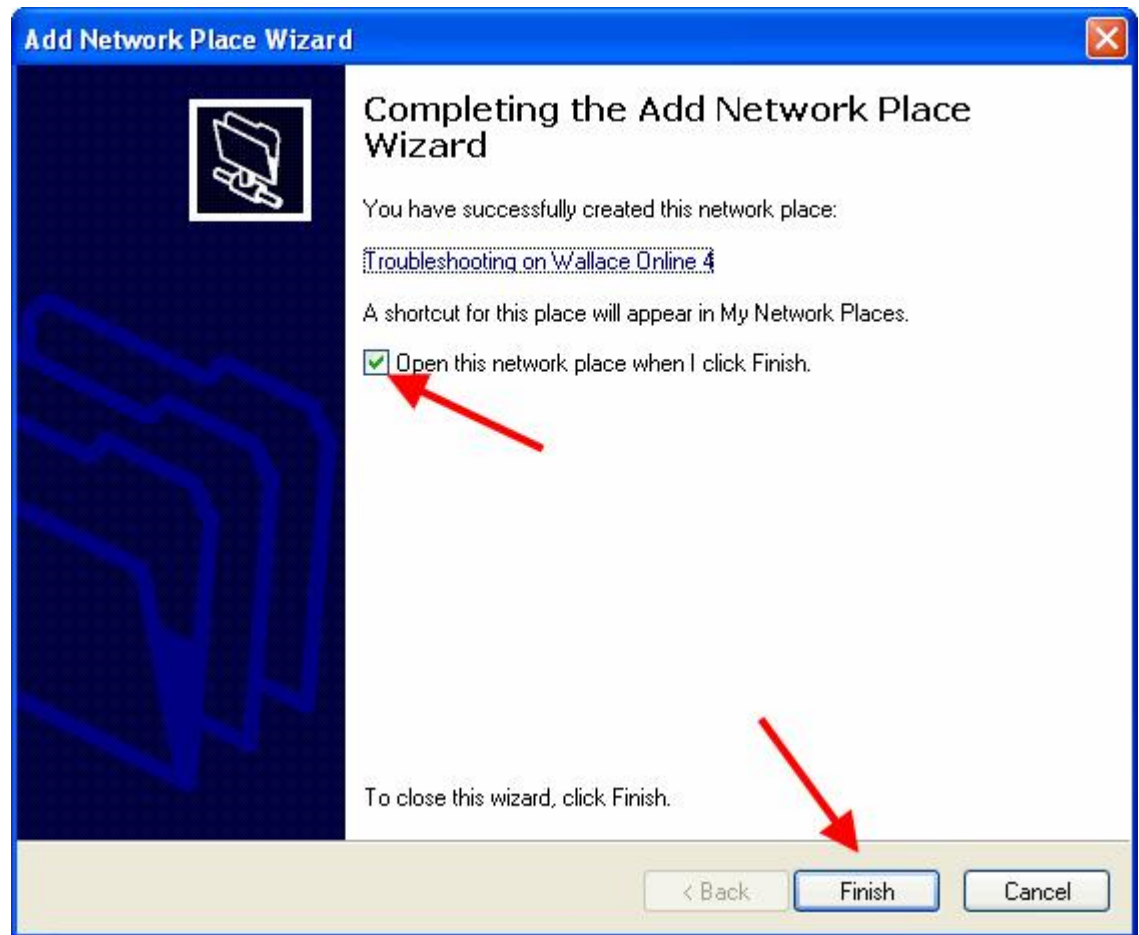 Add Network Place Wizard
Completing the Add Network Place
Wizard
You have successfully created this network place:
Troubleshooting on Wallace Online 4
A shortcut for this place will appear in My Network Places.
Open this network place when I click Finish.
To close this wizard, click Finish.
< Back Finish Cancel